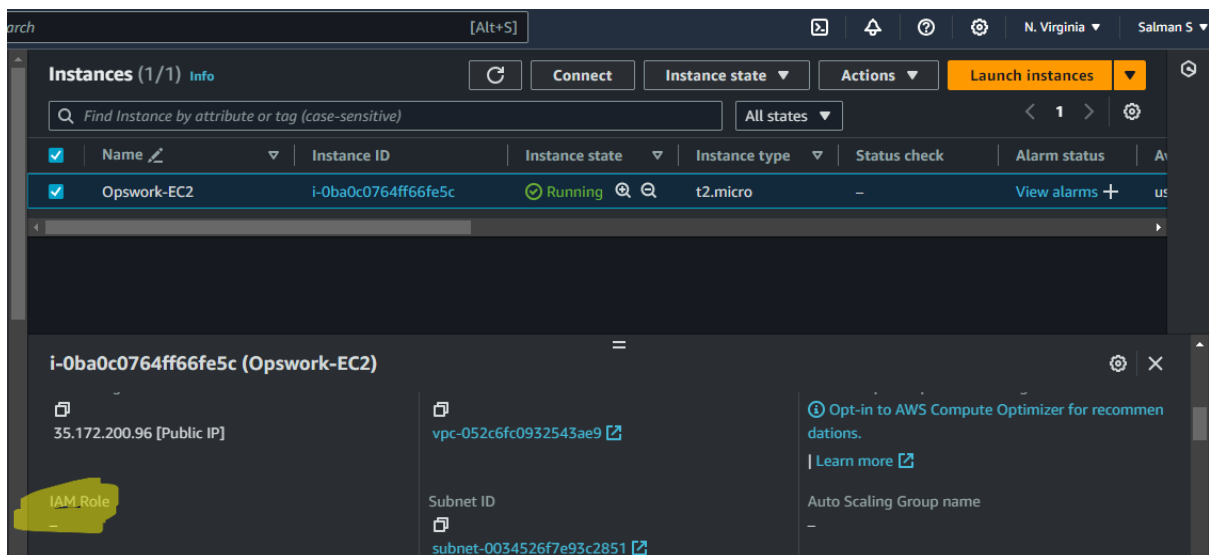 arch [Alt+S] N. Virginia ▼ Salman S ▼
Instances (1/1) Info Connect Instance state ▼ Actions ▼ Launch instances ▼
Find Instance by attribute or tag (case-sensitive) All states ▼ < 1 >
Name Instance ID Instance state Instance type Status check Alarm status
Opswork-EC2 i-0ba0c0764ff66fe5c Running t2.micro – View alarms + us
i-0ba0c0764ff66fe5c (Opswork-EC2)
35.172.200.96 [Public IP]
vpc-052c6fc0932543ae9
Opt-in to AWS Compute Optimizer for recommen
dations.
| Learn more
IAM Role
–
Subnet ID
subnet-0034526f7e93c2851
Auto Scaling Group name
–